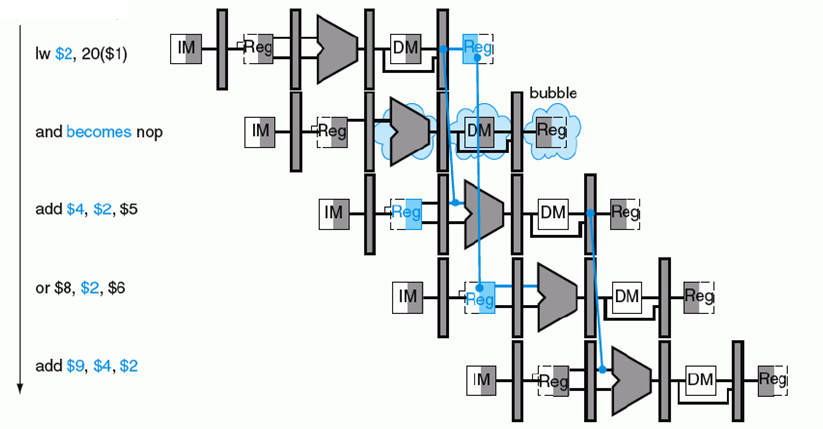 lw $2, 20($1)
IM Reg DM Reg
bubble
and becomes nop
IM Reg DM Reg
add $4, $2, $5
IM Reg DM Reg
or $8, $2, $6
IM Reg DM Reg
add $9, $4, $2
IM Reg DM Reg